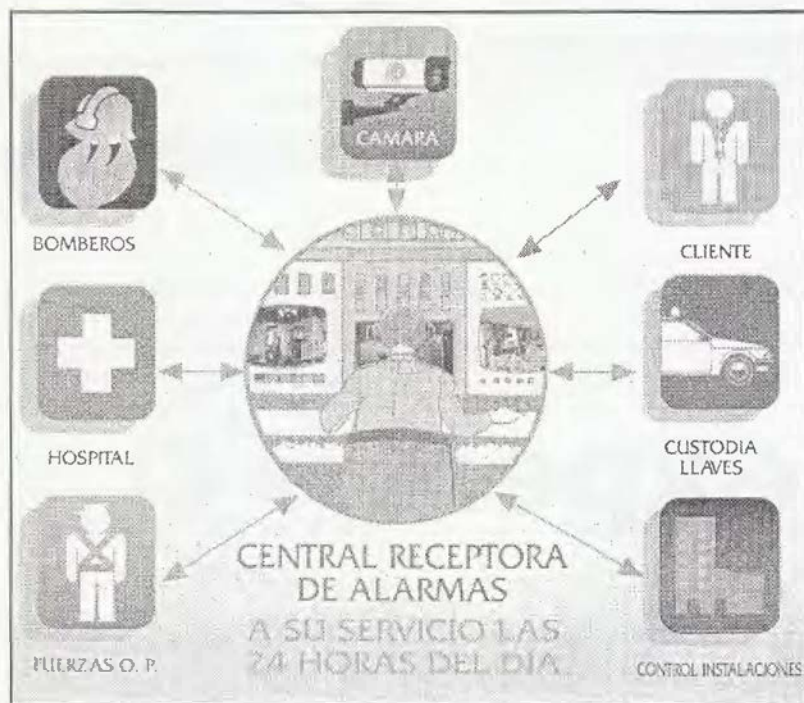 CAMARA
BOMBEROS
CLIENTE
HOSPITAL
CUSTODIA
LLAVES
CENTRAL RECEPTORA
DE ALARMAS
A SU SERVICIO LAS
24 HORAS DEL DÍA.
FUERZAS O. P.
CONTROL INSTALACIONES